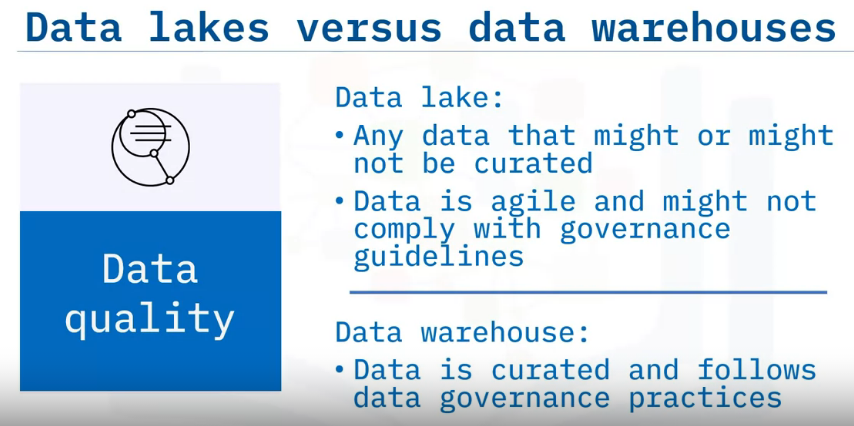 Data lakes versus data warehouses
Data
quality
Data lake:
• Any data that might or might
not be curated
• Data is agile and might not
comply with governance
guidelines
Data warehouse:
• Data is curated and follows
data governance practices